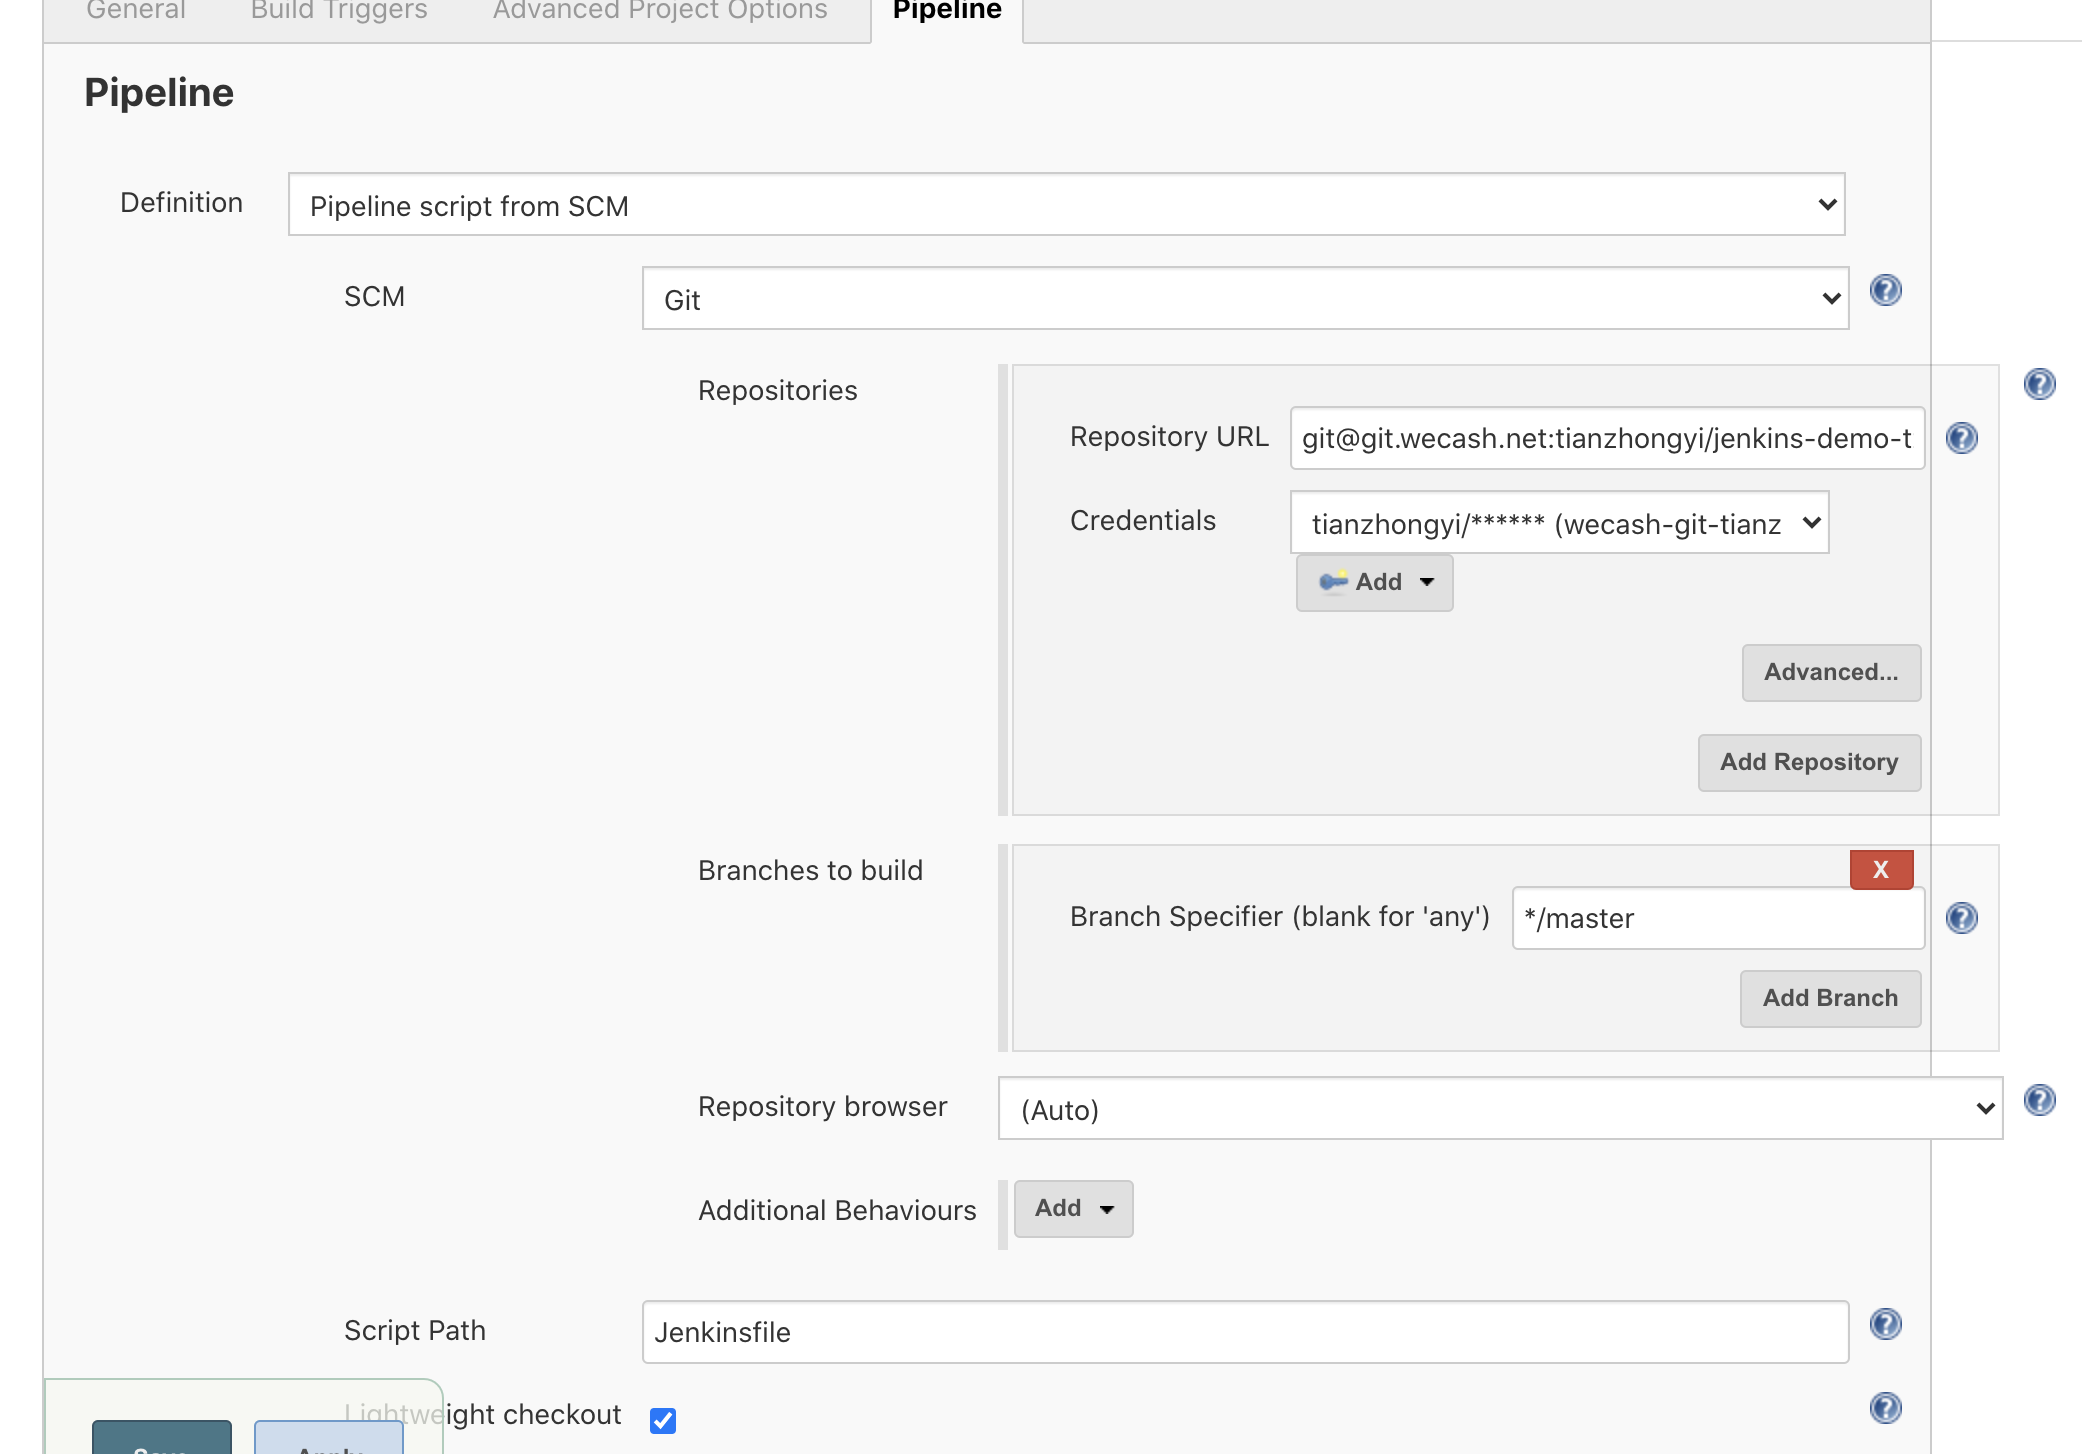 General Build Triggers Advanced Project Options Pipeline
Pipeline
Definition Pipeline script from SCM
SCM Git
Repositories
Repository URL git@git.wecash.net:tianzhongyi/jenkins-demo-t
Credentials tianzhongyi/****** (wecash-git-tianz
Add
Advanced...
Add Repository
Branches to build
X
Branch Specifier (blank for 'any') */master
Add Branch
Repository browser (Auto)
Additional Behaviours Add
Script Path Jenkinsfile
Lightweight checkout
Save Apply